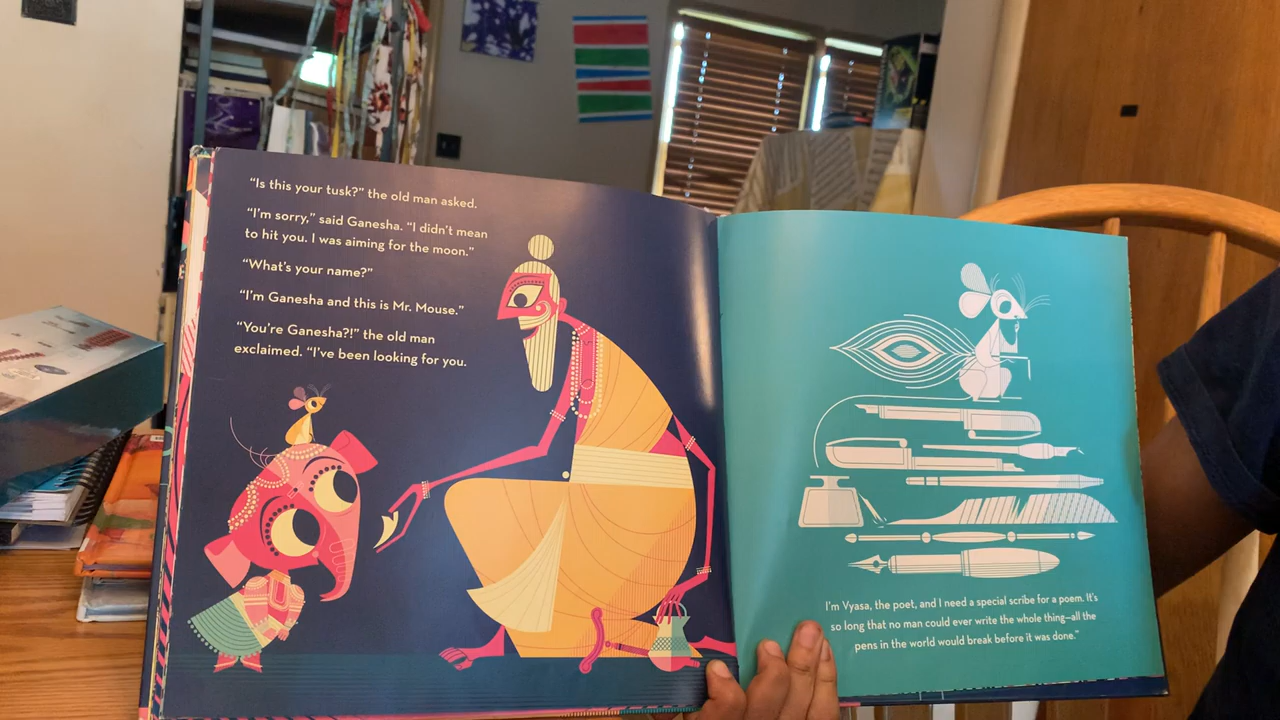 “Is this your tusk?” the old man asked.
“I’m sorry,” said Ganesha. “I didn’t mean
to hit you. I was aiming for the moon.”
“What’s your name?”
“I’m Ganesha and this is Mr. Mouse.”
“You’re Ganesha?!” the old man
exclaimed. “I’ve been looking for you.
I’m Vyasa, the poet, and I need a special scribe for a poem. It’s
so long that no man could ever write the whole thing—all the
pens in the world would break before it was done.”